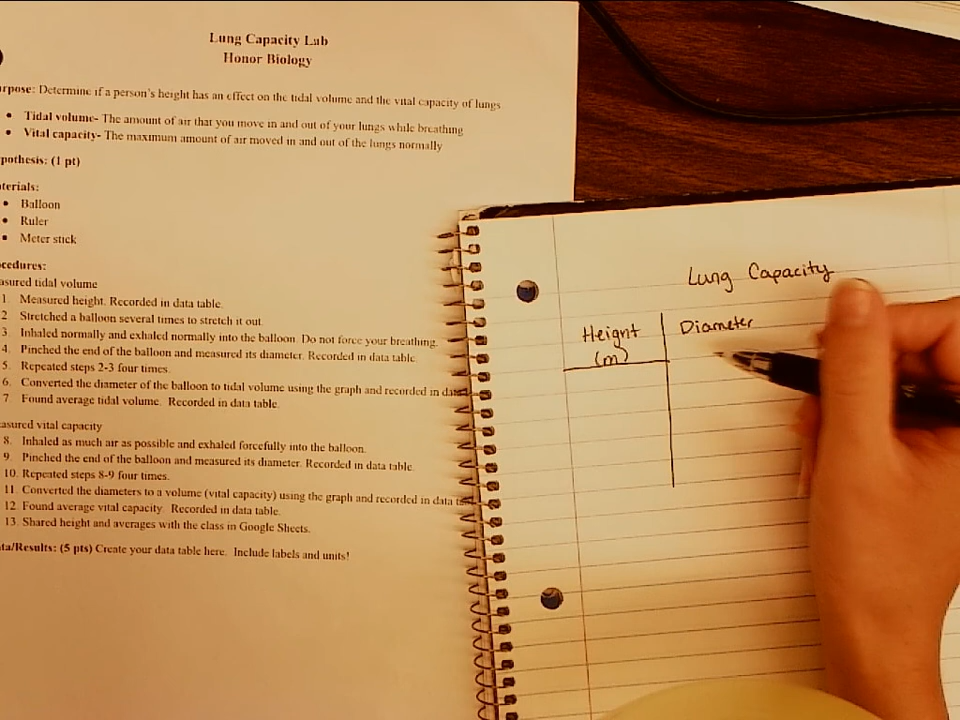 Lung Capacity Lab
Honor Biology
rpose: Determine if a person's height has an effect on the tidal volume and the vital capacity of lungs
• Tidal volume- The amount of air that you move in and out of your lungs while breathing
• Vital capacity- The maximum amount of air moved in and out of the lungs normally
pothesis: (1 pt)
terials:
• Balloon
• Ruler
• Meter stick
ocedures:
asured tidal volume
1. Measured height. Recorded in data table.
2. Stretched a balloon several times to stretch it out
3. Inhaled normally and exhaled normally into the balloon. Do not force your breathing.
4. Pinched the end of the balloon and measured its diameter. Recorded in data table.
5. Repeated steps 2-3 four times.
6. Converted the diameter of the balloon to tidal volume using the graph and recorded in data
7. Found average tidal volume. Recorded in data table.
asured vital capacity
8. Inhaled as much air as possible and exhaled forcefully into the balloon.
9. Pinched the end of the balloon and measured its diameter. Recorded in data table.
10. Repeated steps 8-9 four times.
11. Converted the diameters to a volume (vital capacity) using the graph and recorded in data
12. Found average vital capacity. Recorded in data table.
13. Shared height and averages with the class in Google Sheets.
ta/Results: (5 pts) Create your data table here. Include labels and units!
Lung Capacity
Height
(m)
Diameter